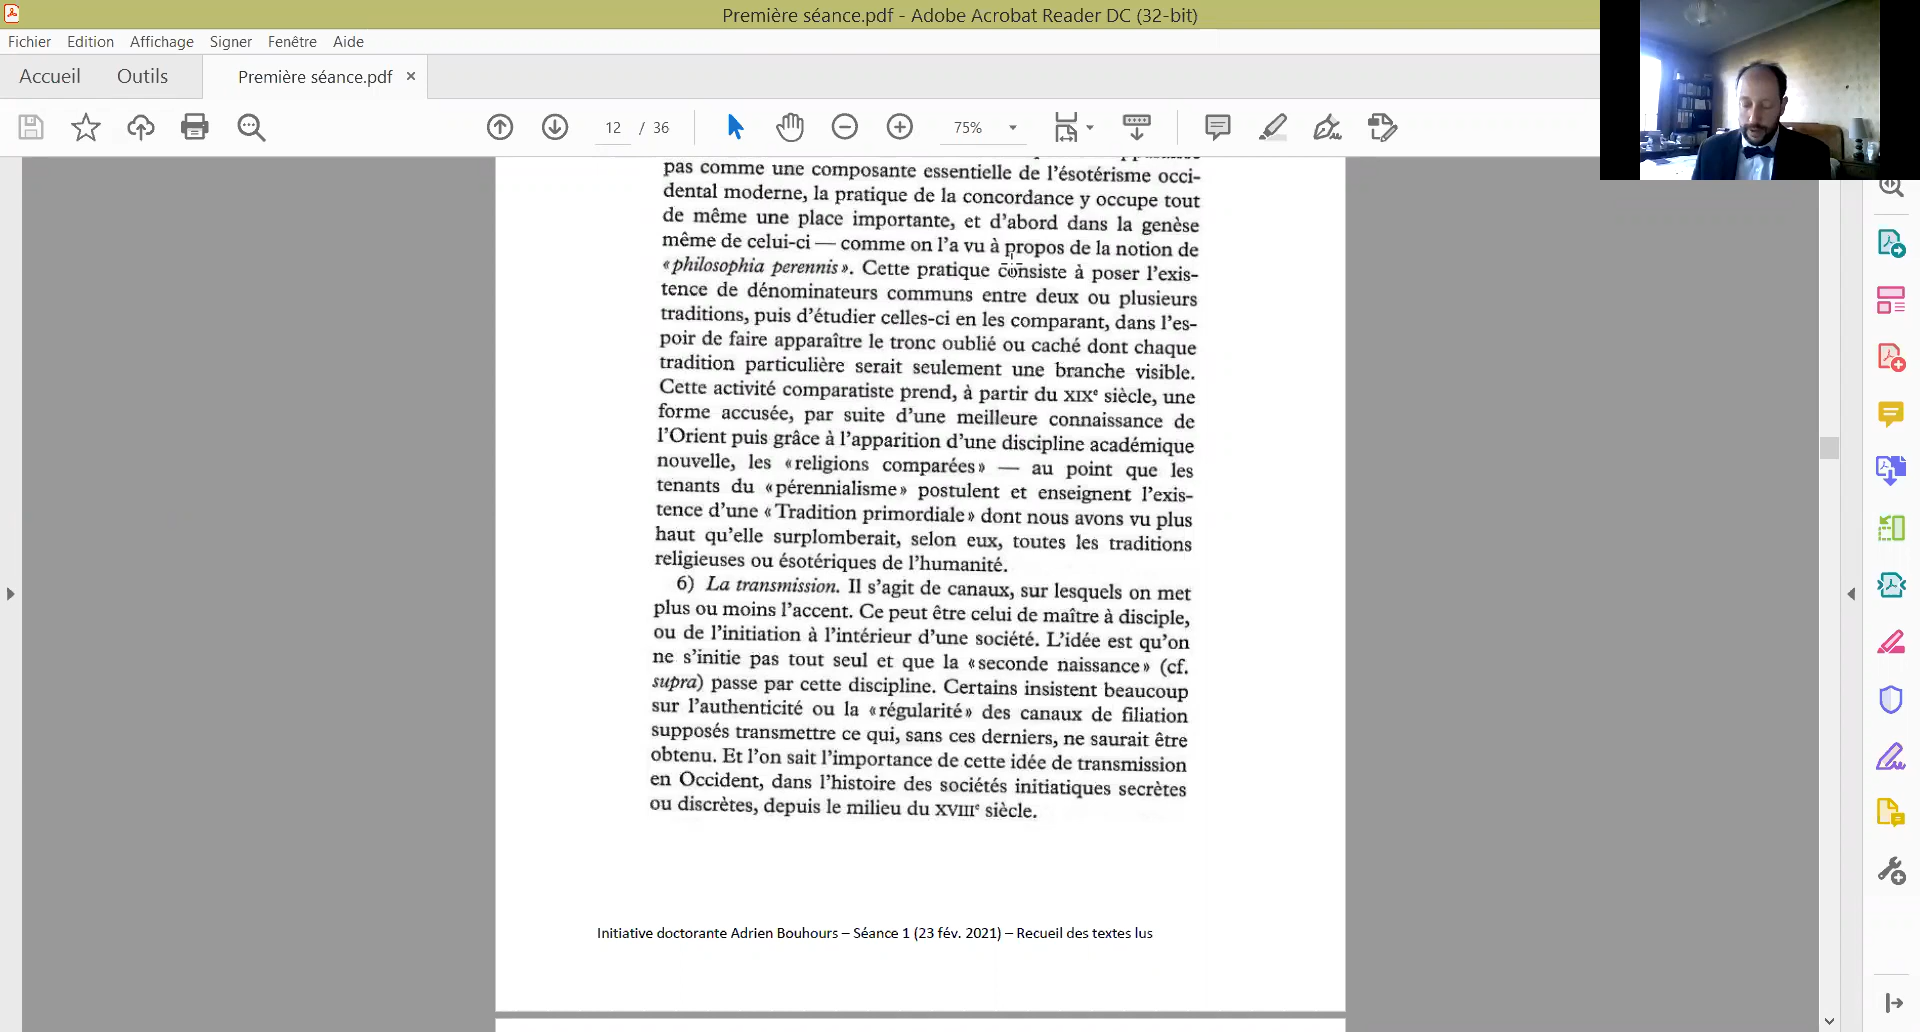 Première séance.pdf - Adobe Acrobat Reader DC (32-bit)
Fichier Edition Affichage Signer Fenêtre Aide
Accueil Outils Première séance.pdf ×
12 / 36 75%
pas comme une composante essentielle de l'ésotérisme occi-
dental moderne, la pratique de la concordance y occupe tout
de même une place importante, et d'abord dans la genèse
même de celui-ci — comme on l'a vu à propos de la notion de
«philosophia perennis». Cette pratique consiste à poser l'exis-
tence de dénominateurs communs entre deux ou plusieurs
traditions, puis d'étudier celles-ci en les comparant, dans l'es-
poir de faire apparaître le tronc oublié ou caché dont chaque
tradition particulière serait seulement une branche visible.
Cette activité comparatiste prend, à partir du XIXe siècle, une
forme accusée, par suite d'une meilleure connaissance de
l'Orient puis grâce à l'apparition d'une discipline académique
nouvelle, les «religions comparées» — au point que les
tenants du «pérennialisme» postulent et enseignent l'exis-
tence d'une «Tradition primordiale» dont nous avons vu plus
haut qu'elle surplomberait, selon eux, toutes les traditions
religieuses ou ésotériques de l'humanité.
6) La transmission. Il s'agit de canaux, sur lesquels on met
plus ou moins l'accent. Ce peut être celui de maître à disciple,
ou de l'initiation à l'intérieur d'une société. L'idée est qu'on
ne s'initie pas tout seul et que la «seconde naissance» (cf.
supra) passe par cette discipline. Certains insistent beaucoup
sur l'authenticité ou la «régularité» des canaux de filiation
supposés transmettre ce qui, sans ces derniers, ne saurait être
obtenu. Et l'on sait l'importance de cette idée de transmission
en Occident, dans l'histoire des sociétés initiatiques secrètes
ou discrètes, depuis le milieu du XVIIIe siècle.
Initiative doctorante Adrien Bouhours – Séance 1 (23 fév. 2021) – Recueil des textes lus